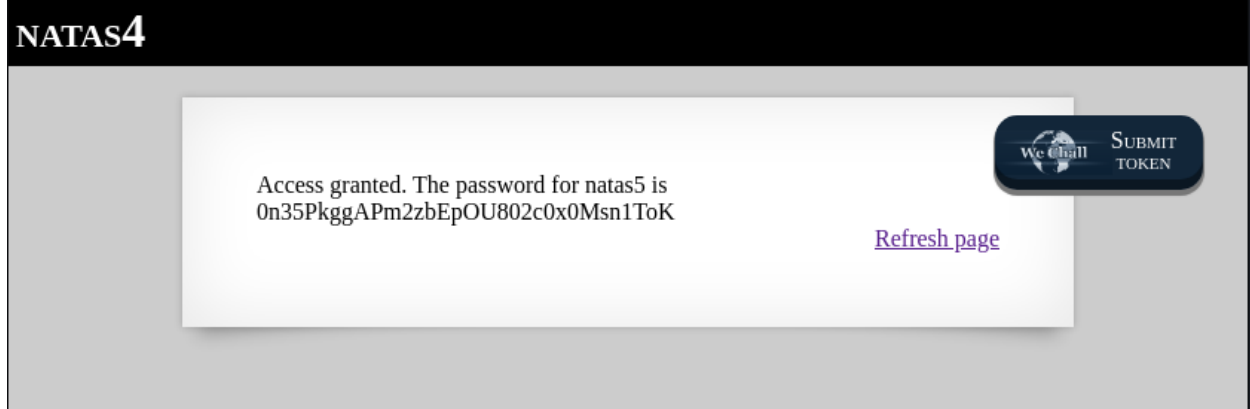 NATAS4
Access granted. The password for natas5 is
0n35PkggAPm2zbEpOU802c0x0Msn1ToK
Refresh page
We Chall
SUBMIT
TOKEN